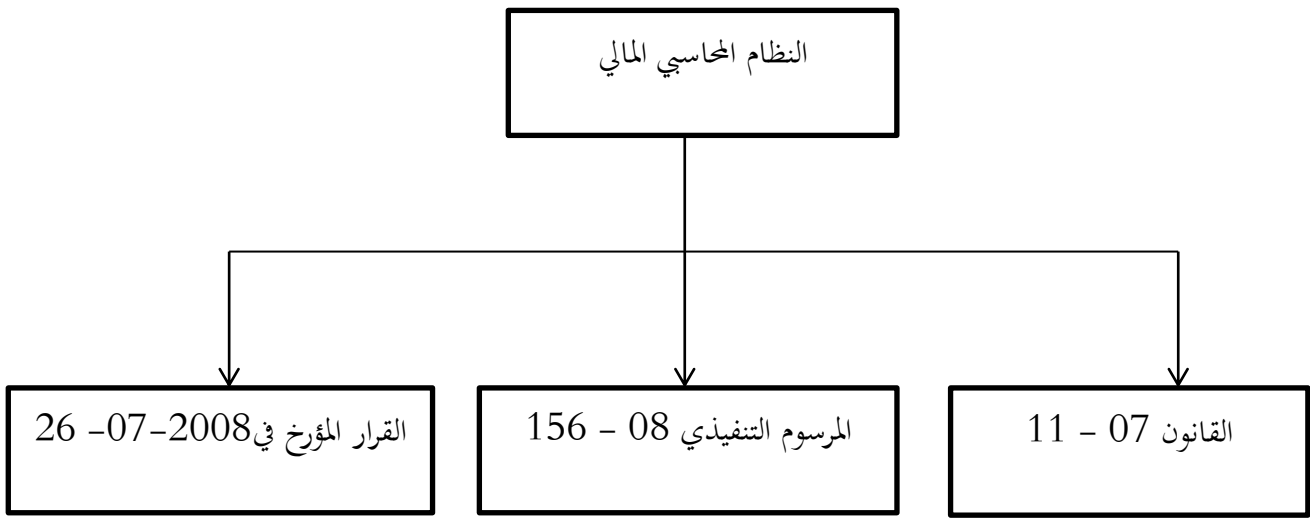 النظام المحاسبي المالي
القانون 07 – 11
المرسوم التنفيذي 08 – 156
القرار المؤرخ في2008-07- 26